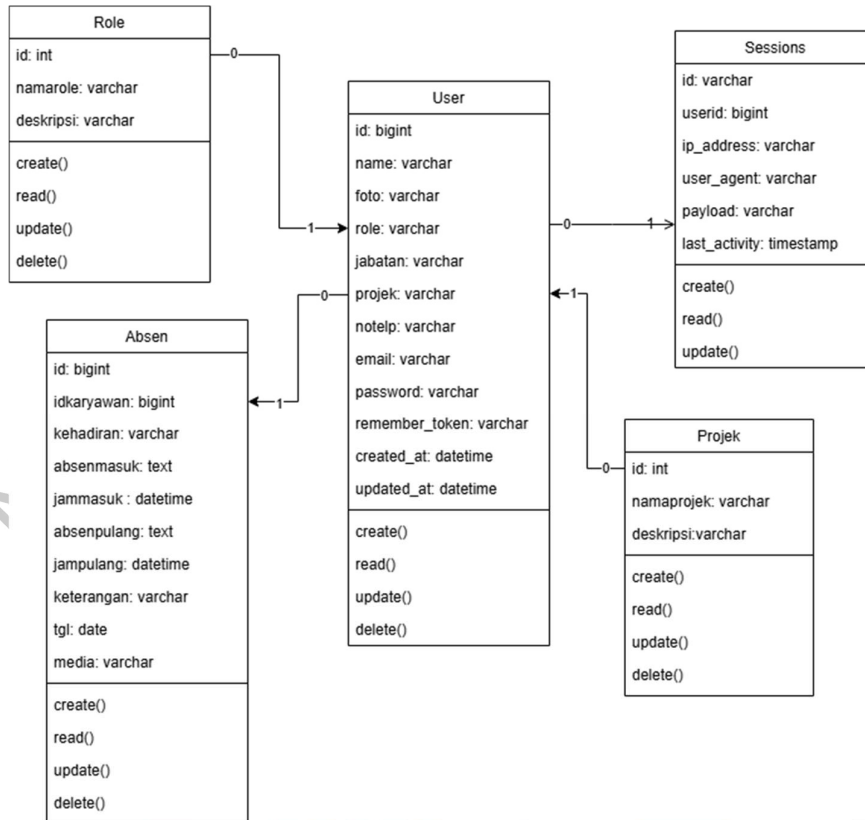 Role
id: int
namarole: varchar
deskripsi: varchar
create()
read()
update()
delete()
0
1
User
id: bigint
name: varchar
foto: varchar
role: varchar
jabatan: varchar
projek: varchar
notelp: varchar
email: varchar
password: varchar
remember_token: varchar
created_at: datetime
updated_at: datetime
create()
read()
update()
delete()
0
1
Sessions
id: varchar
userid: bigint
ip_address: varchar
user_agent: varchar
payload: varchar
last_activity: timestamp
create()
read()
update()
0
1
Absen
id: bigint
idkaryawan: bigint
kehadiran: varchar
absenmasuk: text
jammasuk : datetime
absenpulang: text
jampulang: datetime
keterangan: varchar
tgl: date
media: varchar
create()
read()
update()
delete()
1
0
Projek
id: int
namaprojek: varchar
deskripsi:varchar
create()
read()
update()
delete()